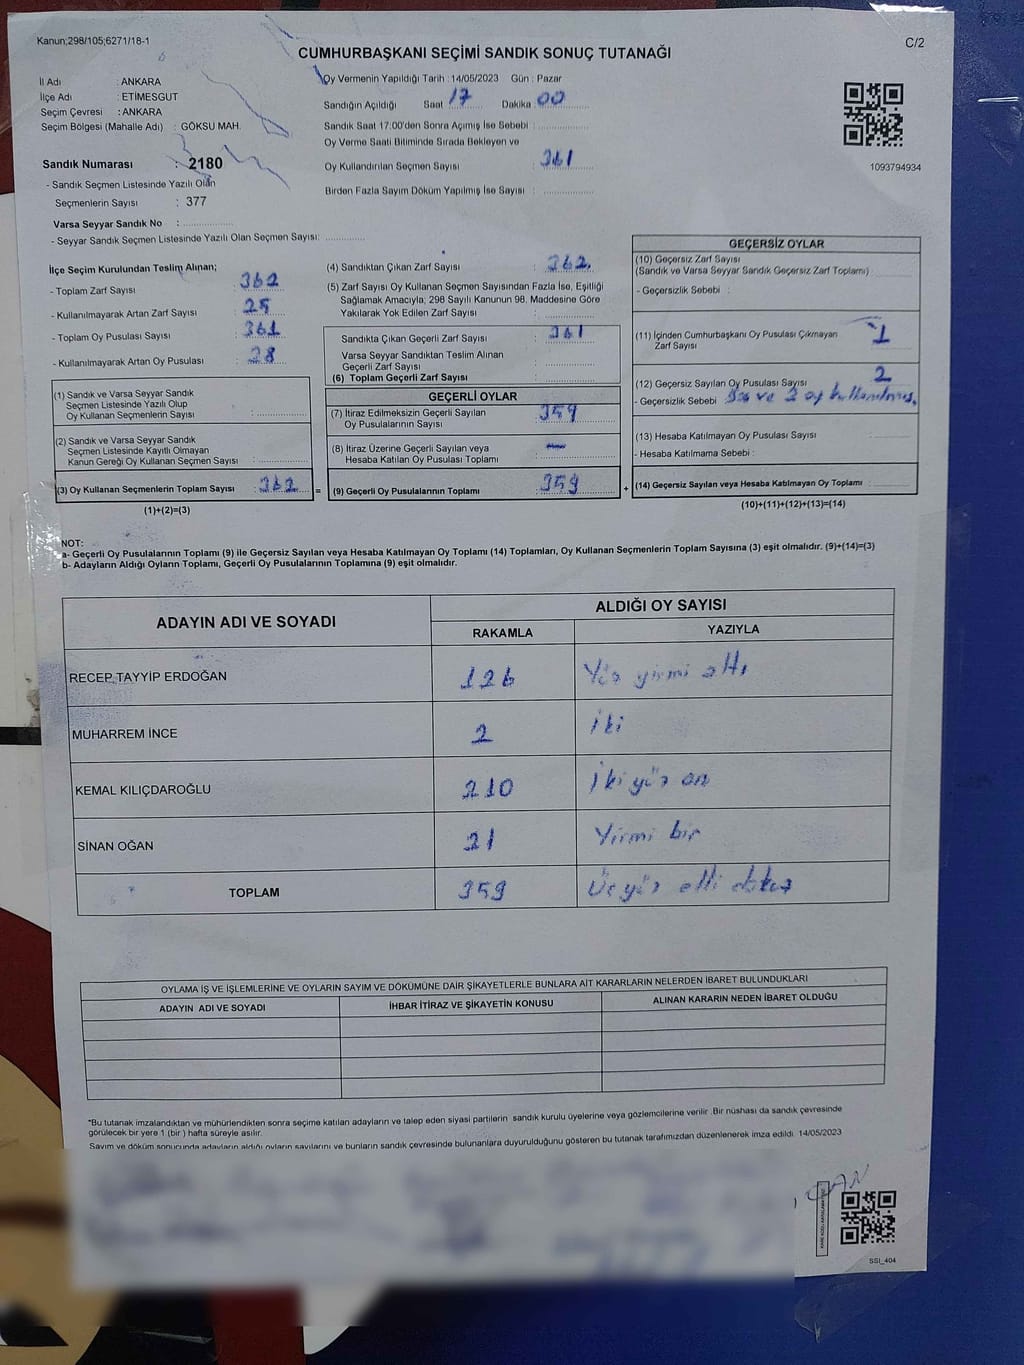 Kanun;298/105;6271/18-1
C/2
CUMHURBAŞKANI SEÇİMİ SANDIK SONUÇ TUTANAĞI
İl Adı : ANKARA
İlçe Adı : ETİMESGUT
Seçim Çevresi : ANKARA
Seçim Bölgesi (Mahalle Adı) : GÖKSU MAH.
Sandık Numarası : 2180
- Sandık Seçmen Listesinde Yazılı Olan
Seçmenlerin Sayısı : 377
Varsa Seyyar Sandık No :
- Seyyar Sandık Seçmen Listesinde Yazılı Olan Seçmen Sayısı:
Oy Vermenin Yapıldığı Tarih : 14/05/2023 Gün : Pazar
Sandığın Açıldığı Saat 17 Dakika 00
Sandık Saat 17:00'den Sonra Açımış İse Sebebi :
Oy Verme Saati Bitiminde Sırada Bekleyen ve
Oy Kullandırılan Seçmen Sayısı : 361
Birden Fazla Sayım Döküm Yapılmış İse Sayısı :
1093794934
İlçe Seçim Kurulundan Teslim Alınan;
- Toplam Zarf Sayısı : 362
- Kullanılmayarak Artan Zarf Sayısı : 25
- Toplam Oy Pusulası Sayısı : 361
- Kullanılmayarak Artan Oy Pusulası : 28
(1) Sandık ve Varsa Seyyar Sandık
Seçmen Listesinde Yazılı Olup
Oy Kullanan Seçmenlerin Sayısı :
(2) Sandık ve Varsa Seyyar Sandık
Seçmen Listesinde Kayıtlı Olmayan
Kanun Gereği Oy Kullanan Seçmen Sayısı :
(3) Oy Kullanan Seçmenlerin Toplam Sayısı : 362
(1)+(2)=(3)
(4) Sandıktan Çıkan Zarf Sayısı : 362
(5) Zarf Sayısı Oy Kullanan Seçmen Sayısından Fazla İse, Eşitliği
Sağlamak Amacıyla; 298 Sayılı Kanunun 98. Maddesine Göre
Yakılarak Yok Edilen Zarf Sayısı :
Sandıkta Çıkan Geçerli Zarf Sayısı : 361
Varsa Seyyar Sandıktan Teslim Alınan
Geçerli Zarf Sayısı :
(6) Toplam Geçerli Zarf Sayısı :
GEÇERLİ OYLAR
(7) İtiraz Edilmeksizin Geçerli Sayılan
Oy Pusulalarının Sayısı : 359
(8) İtiraz Üzerine Geçerli Sayılan veya
Hesaba Katılan Oy Pusulası Toplamı : —
= (9) Geçerli Oy Pusulalarının Toplamı : 359
GEÇERSİZ OYLAR
(10) Geçersiz Zarf Sayısı
(Sandık ve Varsa Seyyar Sandık Geçersiz Zarf Toplamı)
- Geçersizlik Sebebi :
(11) İçinden Cumhurbaşkanı Oy Pusulası Çıkmayan
Zarf Sayısı 1
(12) Geçersiz Sayılan Oy Pusulası Sayısı : 2
- Geçersizlik Sebebi ve 2 oy kullanılmış.
(13) Hesaba Katılmayan Oy Pusulası Sayısı :
- Hesaba Katılmama Sebebi :
+ (14) Geçersiz Sayılan veya Hesaba Katılmayan Oy Toplamı :
(10)+(11)+(12)+(13)=(14)
NOT:
a- Geçerli Oy Pusulalarının Toplamı (9) ile Geçersiz Sayılan veya Hesaba Katılmayan Oy Toplamı (14) Toplamları, Oy Kullanan Seçmenlerin Toplam Sayısına (3) eşit olmalıdır. (9)+(14)=(3)
b- Adayların Aldığı Oyların Toplamı, Geçerli Oy Pusulalarının Toplamına (9) eşit olmalıdır.
ADAYIN ADI VE SOYADI
ALDIĞI OY SAYISI
RAKAMLA YAZIYLA
RECEP TAYYİP ERDOĞAN 126 Yüz yirmi altı
MUHARREM İNCE 2 İki
KEMAL KILIÇDAROĞLU 210 İki yüz on
SİNAN OĞAN 21 Yirmi bir
TOPLAM 359 Üç yüz elli dokuz
OYLAMA İŞ VE İŞLEMLERİNE VE OYLARIN SAYIM VE DÖKÜMÜNE DAİR ŞİKAYETLERLE BUNLARA AİT KARARLARIN NELERDEN İBARET BULUNDUKLARI
ADAYIN ADI VE SOYADI İHBAR İTİRAZ VE ŞİKAYETİN KONUSU ALINAN KARARIN NEDEN İBARET OLDUĞU
*Bu tutanak imzalandıktan ve mühürlendikten sonra seçime katılan adayların ve talep eden siyasi partilerin sandık kurulu üyelerine veya gözlemcilerine verilir .Bir nüshası da sandık çevresinde
görülecek bir yere 1 (bir ) hafta süreyle asılır.
Sayım ve döküm sonucunda adayların aldığı oyların sayılarını ve bunların sandık çevresinde bulunanlara duyurulduğunu gösteren bu tutanak tarafımızdan düzenlenerek imza edildi. 14/05/2023
SSI_404